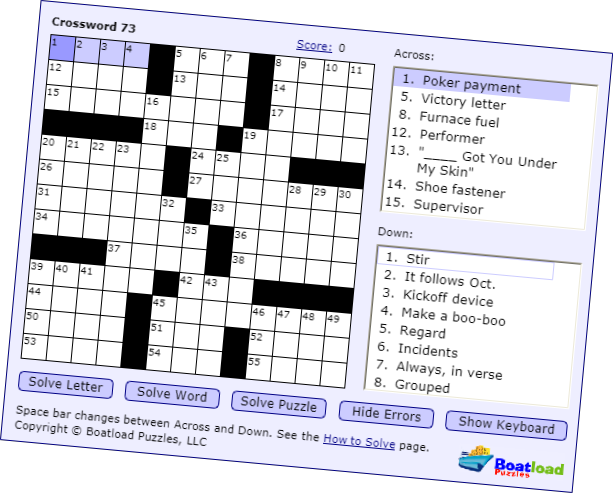 Crossword 73
Score: 0
1 2 3 4 5 6 7 8 9 10 11
12 13 14
15 16 17
18 19
20 21 22 23 24 25
26 27 28 29 30
31 32 33
34 35 36
37 38
39 40 41 42 43
44 45 46 47 48 49
50 51 52
53 54 55
Across:
1. Poker payment
5. Victory letter
8. Furnace fuel
12. Performer
13. "____ Got You Under
My Skin"
14. Shoe fastener
15. Supervisor
Down:
1. Stir
2. It follows Oct.
3. Kickoff device
4. Make a boo-boo
5. Regard
6. Incidents
7. Always, in verse
8. Grouped
Solve Letter
Solve Word
Solve Puzzle
Hide Errors
Show Keyboard
Space bar changes between Across and Down. See the How to Solve page.
Copyright © Boatload Puzzles, LLC
Boatload
Puzzles